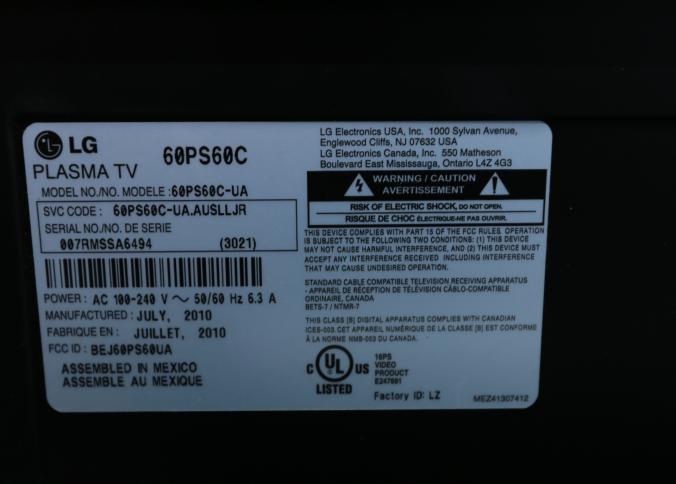 LG
60PS60C
PLASMA TV
MODEL NO./NO. MODELE : 60PS60C-UA
SVC CODE : 60PS60C-UA.AUSLLJR
SERIAL NO./NO. DE SERIE
007RMSSA6494 (3021)
POWER : AC 100-240 V ~ 50/60 Hz 6.3 A
MANUFACTURED : JULY, 2010
FABRIQUE EN : JUILLET, 2010
FCC ID : BEJ60PS60UA
ASSEMBLED IN MEXICO
ASSEMBLE AU MEXIQUE
LG Electronics USA, Inc. 1000 Sylvan Avenue,
Englewood Cliffs, NJ 07632 USA
LG Electronics Canada, Inc. 550 Matheson
Boulevard East Mississauga, Ontario L4Z 4G3
WARNING / CAUTION
AVERTISSEMENT
RISK OF ELECTRIC SHOCK, DO NOT OPEN.
RISQUE DE CHOC ÉLECTRIQUE-NE PAS OUVRIR.
THIS DEVICE COMPLIES WITH PART 15 OF THE FCC RULES. OPERATION
IS SUBJECT TO THE FOLLOWING TWO CONDITIONS: (1) THIS DEVICE
MAY NOT CAUSE HARMFUL INTERFERENCE, AND (2) THIS DEVICE MUST
ACCEPT ANY INTERFERENCE RECEIVED INCLUDING INTERFERENCE
THAT MAY CAUSE UNDESIRED OPERATION.
STANDARD CABLE COMPATIBLE TELEVISION RECEIVING APPARATUS
- APPAREIL DE RÉCEPTION DE TÉLÉVISION CÂBLO-COMPATIBLE
ORDINAIRE, CANADA
BETS-7 / NTMR-7
THIS CLASS [B] DIGITAL APPARATUS COMPLIES WITH CANADIAN
ICES-003. CET APPAREIL NUMÉRIQUE DE LA CLASSE [B] EST CONFORME
À LA NORME NMB-003 DU CANADA.
C UL US
LISTED
16PS
VIDEO
PRODUCT
E247691
Factory ID: LZ
MEZ41307412